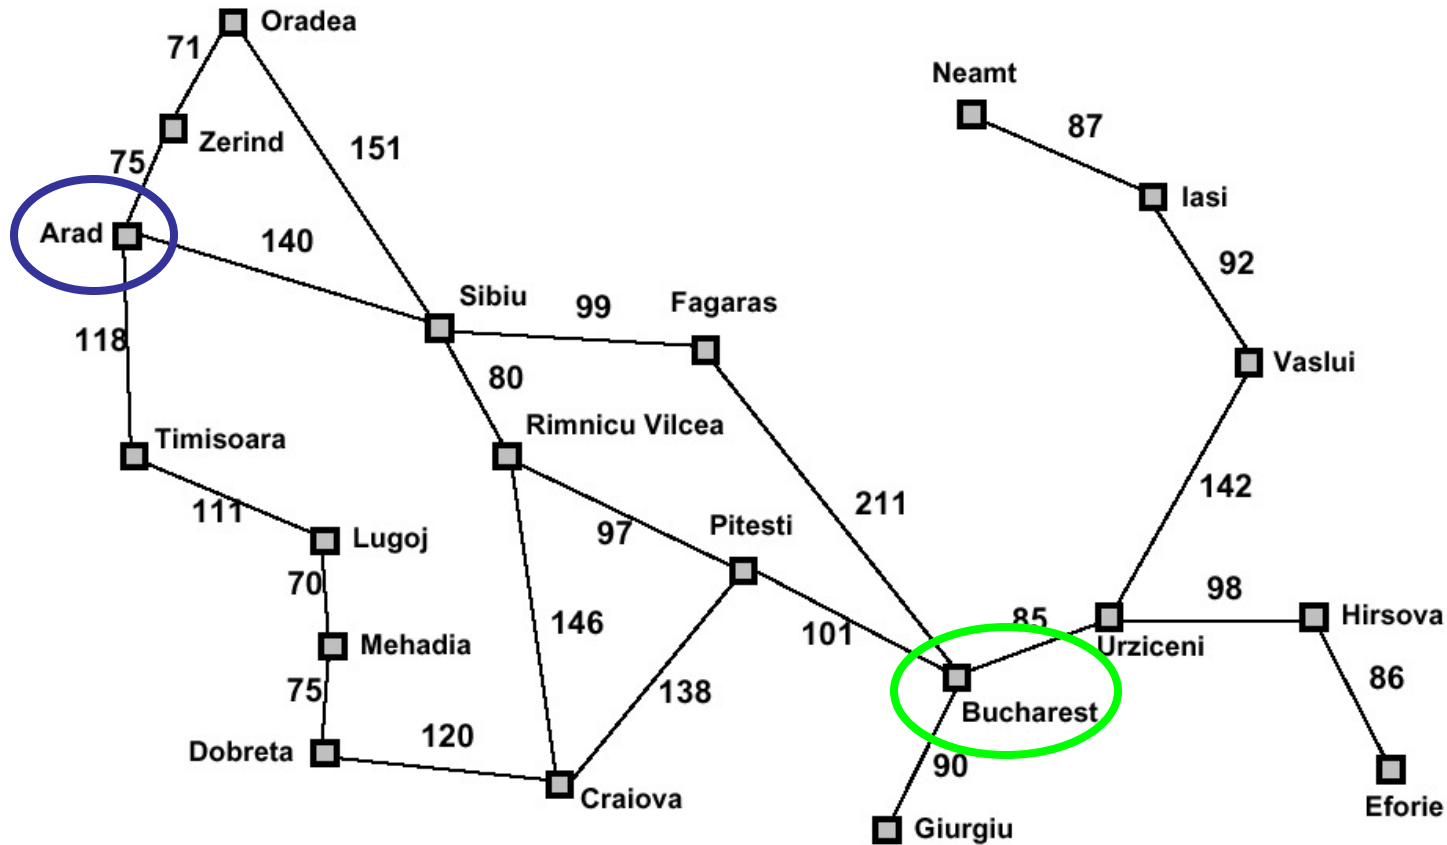 Oradea
71
Neamt
87
Zerind
151
75
Iasi
Arad
140
92
Sibiu
99
Fagaras
118
Vaslui
80
Rimnicu Vilcea
Timisoara
142
111
211
97
Pitesti
Lugoj
70
98
146
101
85
Hirsova
Mehadia
Urziceni
86
75
138
Bucharest
120
Dobreta
90
Craiova
Eforie
Giurgiu